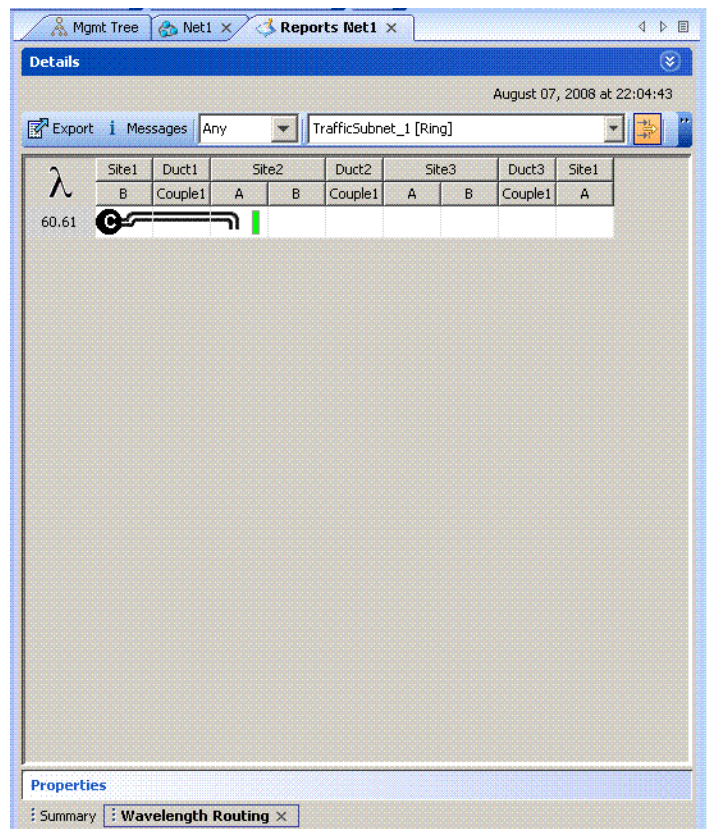 Mgmt Tree Net1 Reports Net1
Details
August 07, 2008 at 22:04:43
Export i Messages Any TrafficSubnet_1 [Ring]
λ Site1 Duct1 Site2 Duct2 Site3 Duct3 Site1
B Couple1 A B Couple1 A B Couple1 A
60.61 C
Properties
Summary Wavelength Routing